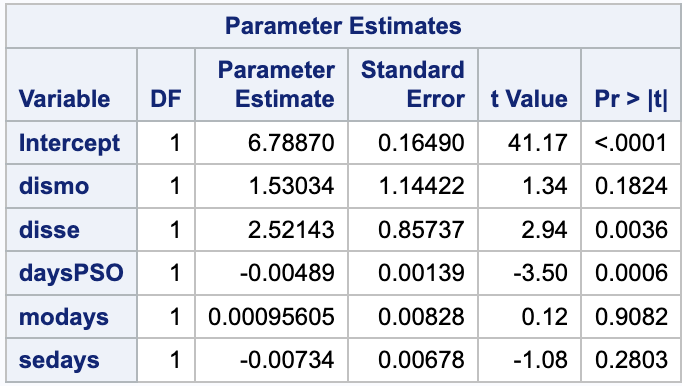 Parameter Estimates
Variable DF Parameter Estimate Standard Error t Value Pr > |t|
Intercept 1 6.78870 0.16490 41.17 <.0001
dismo 1 1.53034 1.14422 1.34 0.1824
disse 1 2.52143 0.85737 2.94 0.0036
daysPSO 1 -0.00489 0.00139 -3.50 0.0006
modays 1 0.00095605 0.00828 0.12 0.9082
sedays 1 -0.00734 0.00678 -1.08 0.2803